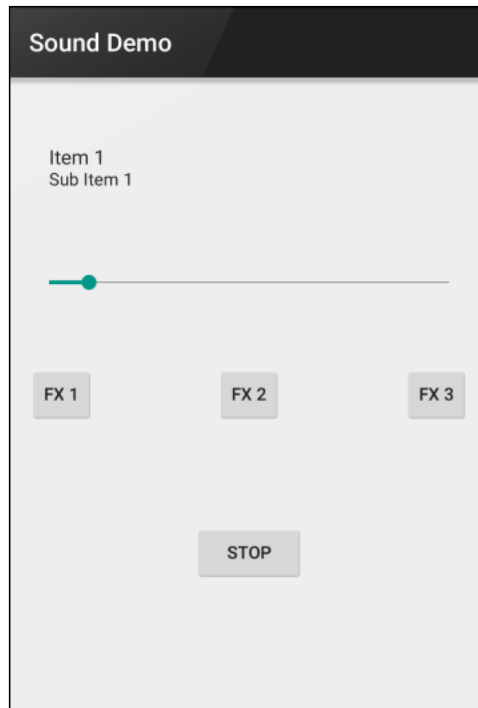 Sound Demo
Item 1
Sub Item 1
FX 1 FX 2 FX 3
STOP